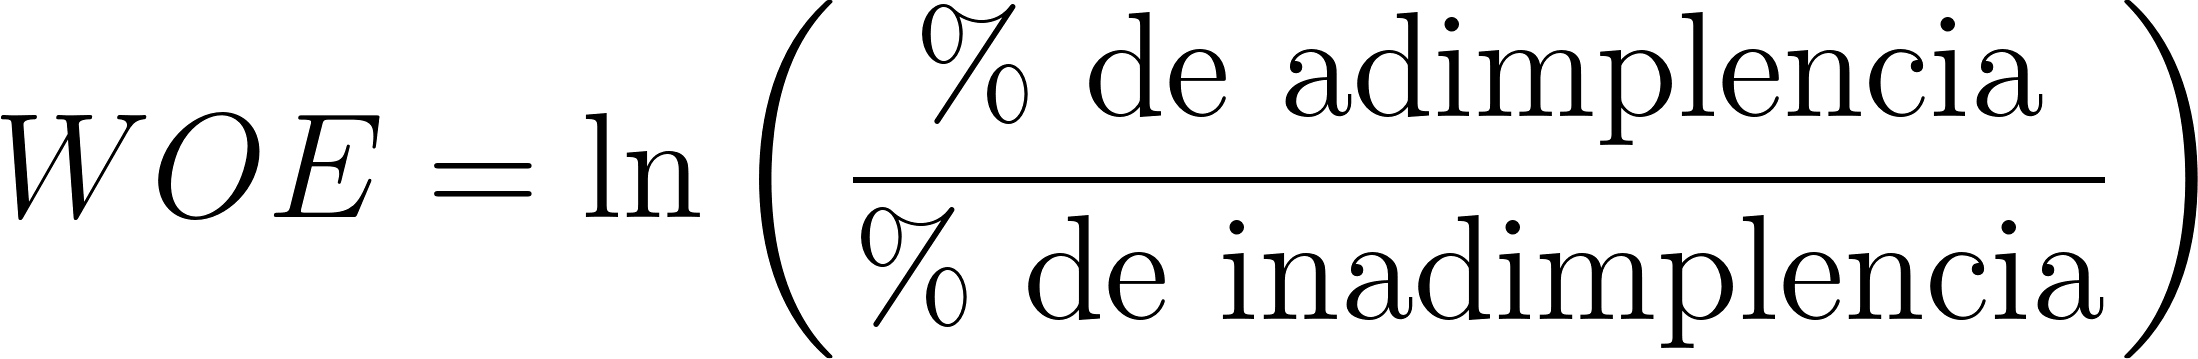 WOE = ln ( % de adimplencia / % de inadimplencia )